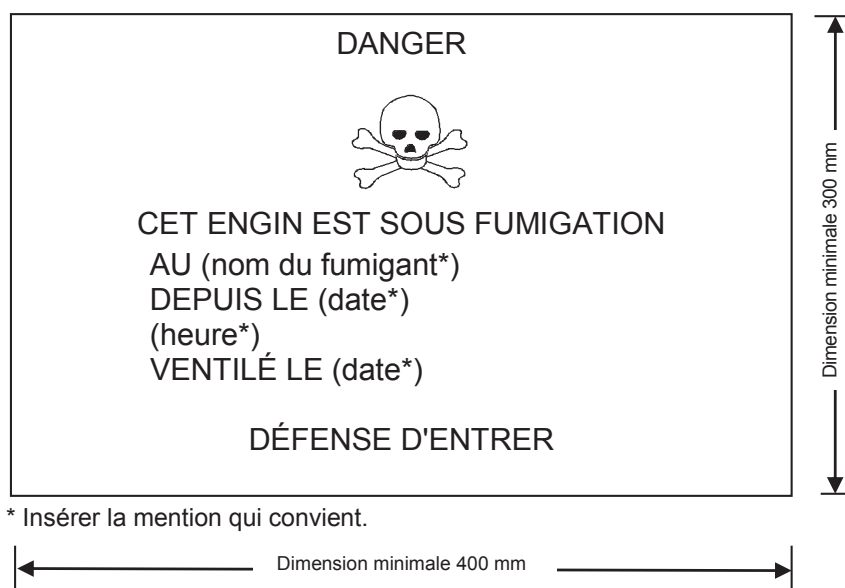 DANGER
CET ENGIN EST SOUS FUMIGATION
AU (nom du fumigant*)
DEPUIS LE (date*)
(heure*)
VENTILÉ LE (date*)
DÉFENSE D'ENTRER
Dimension minimale 300 mm
* Insérer la mention qui convient.
Dimension minimale 400 mm